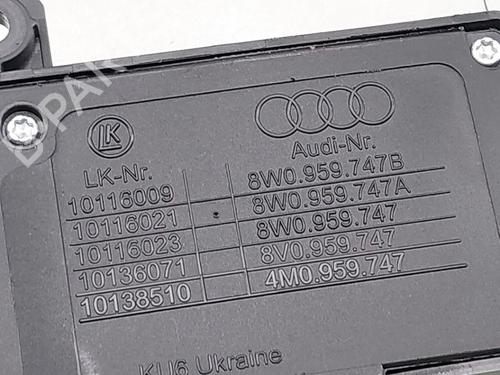 LK
LK-Nr. Audi-Nr.
10116009 8W0.959.747B
10116021 8W0.959.747A
10116023 8W0.959.747
10136071 8V0.959.747
10138510 4M0.959.747
KU6 Ukraine
D-PAR